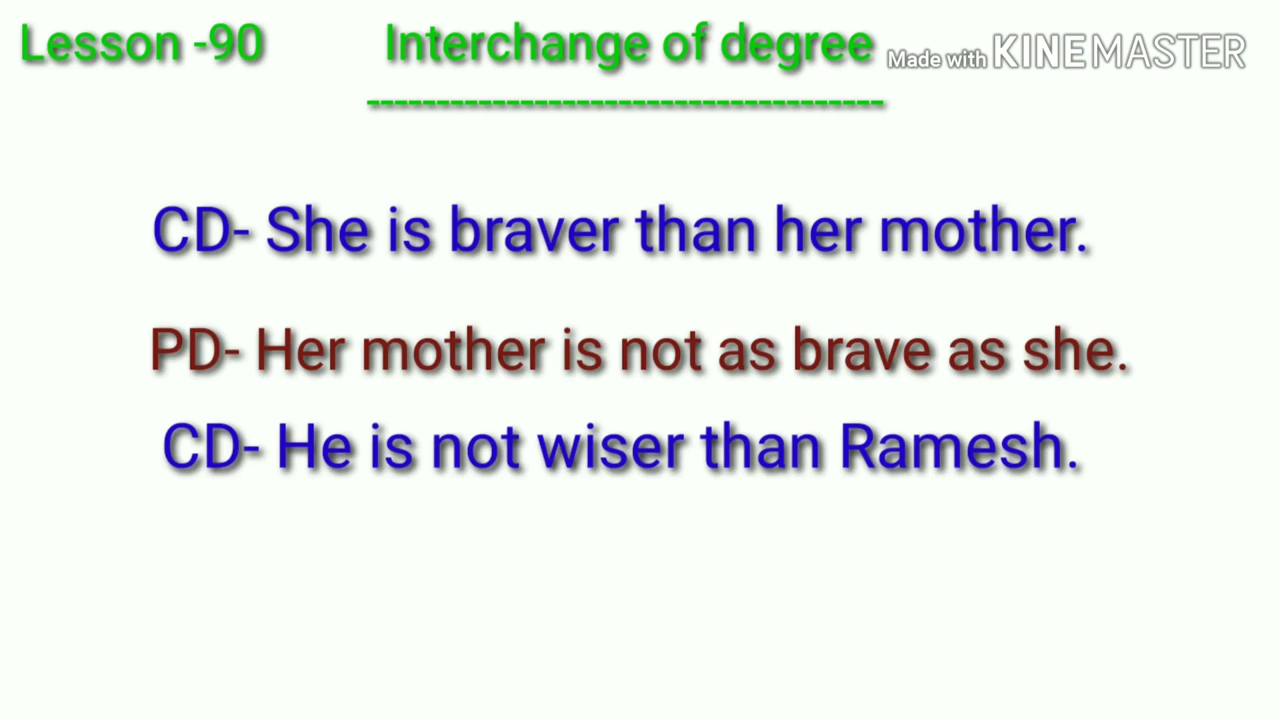 Lesson -90 Interchange of degree Made with KINEMASTER
-------------------------------------
CD- She is braver than her mother.
PD- Her mother is not as brave as she.
CD- He is not wiser than Ramesh.